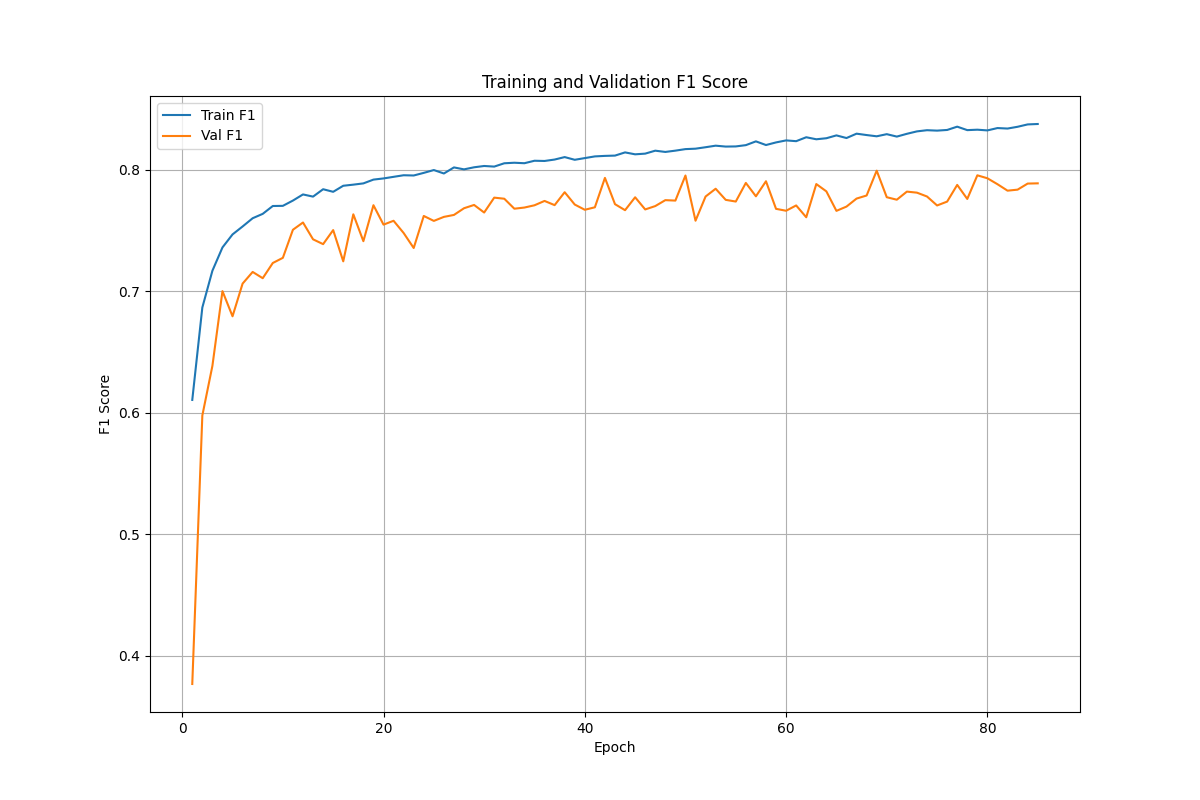 Training and Validation F1 Score
Train F1
Val F1
F1 Score
0.8
0.7
0.6
0.5
0.4
0 20 40 60 80
Epoch